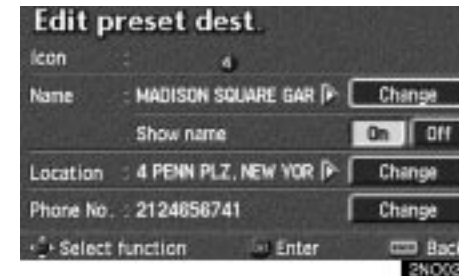 Edit preset dest.
Icon : 4
Name : MADISON SQUARE GAR Change
Show name On Off
Location : 4 PENN PLZ, NEW YOR Change
Phone No. : 2124656741 Change
Select function Enter Back